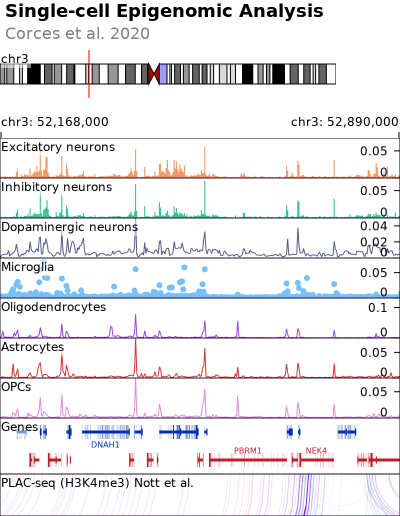 Single-cell Epigenomic Analysis
Corces et al. 2020
chr3
chr3: 52,168,000
chr3: 52,890,000
Excitatory neurons
0.05
0
Inhibitory neurons
0.05
0
Dopaminergic neurons
0.04
0.02
0
Microglia
0.05
0
Oligodendrocytes
0.1
0
Astrocytes
0.05
0
OPCs
0.05
0
Genes
DNAH1
PBRM1
NEK4
PLAC-seq (H3K4me3) Nott et al.